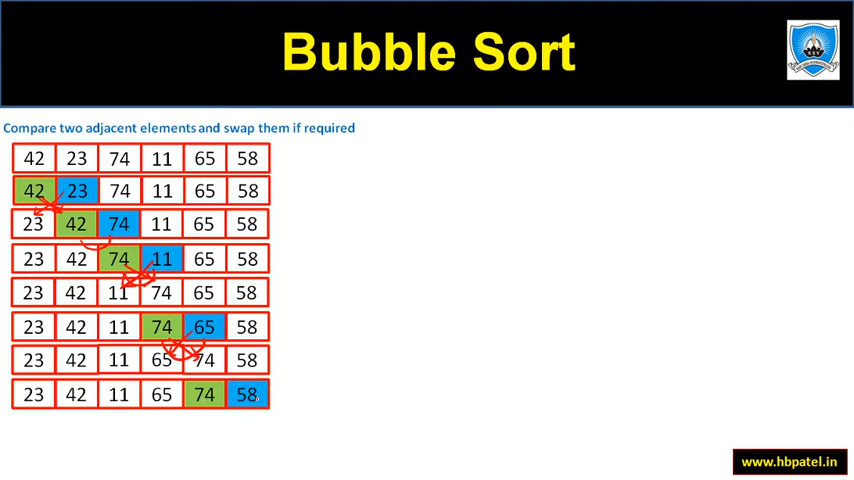 Bubble Sort
Compare two adjacent elements and swap them if required
42 23 74 11 65 58
42 23 74 11 65 58
23 42 74 11 65 58
23 42 74 11 65 58
23 42 11 74 65 58
23 42 11 74 65 58
23 42 11 65 74 58
23 42 11 65 74 58
www.hbpatel.in